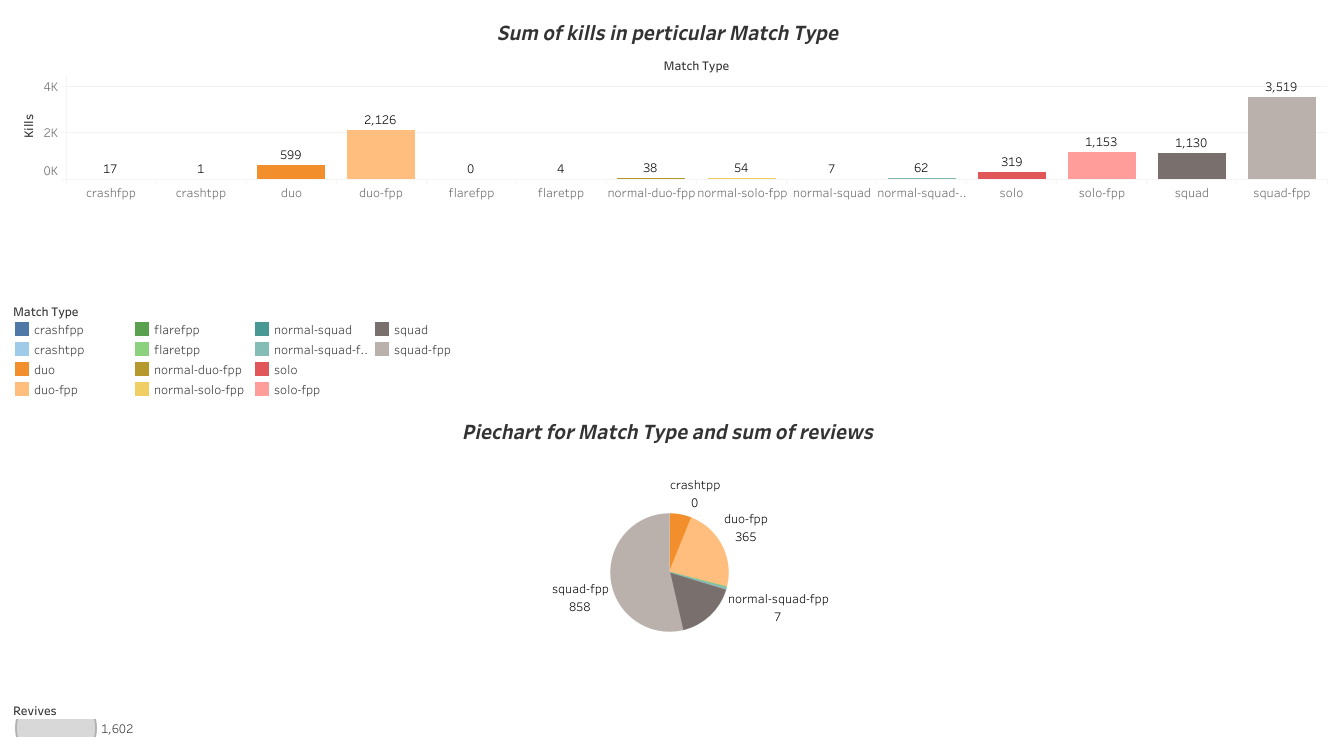 Sum of kills in perticular Match Type
Match Type
Kills
4K
2K
0K
17
1
599
2,126
0
4
38
54
7
62
319
1,153
1,130
3,519
crashfpp
crashtpp
duo
duo-fpp
flarefpp
flaretpp
normal-duo-fpp
normal-solo-fpp
normal-squad
normal-squad-..
solo
solo-fpp
squad
squad-fpp
Match Type
crashfpp
crashtpp
duo
duo-fpp
flarefpp
flaretpp
normal-duo-fpp
normal-solo-fpp
normal-squad
normal-squad-f..
solo
solo-fpp
squad
squad-fpp
Piechart for Match Type and sum of reviews
crashtpp
0
duo-fpp
365
normal-squad-fpp
7
squad-fpp
858
Revives
1,602